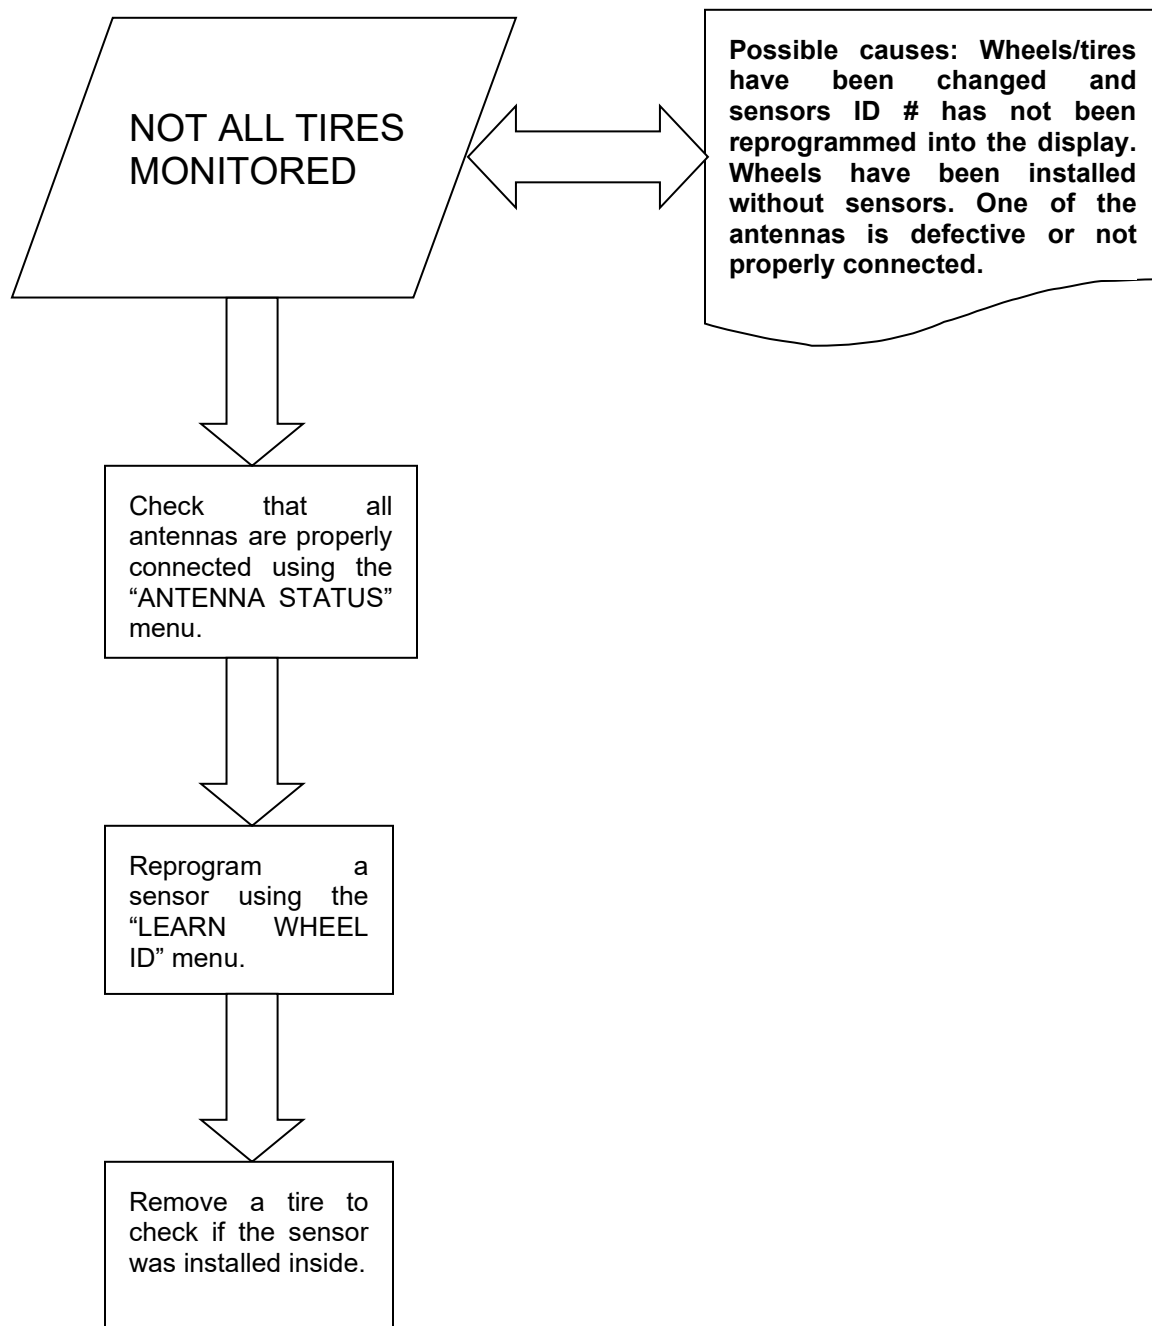 NOT ALL TIRES
MONITORED
Possible causes: Wheels/tires
have been changed and
sensors ID # has not been
reprogrammed into the display.
Wheels have been installed
without sensors. One of the
antennas is defective or not
properly connected.
Check that all
antennas are properly
connected using the
“ANTENNA STATUS”
menu.
Reprogram a
sensor using the
“LEARN WHEEL
ID” menu.
Remove a tire to
check if the sensor
was installed inside.